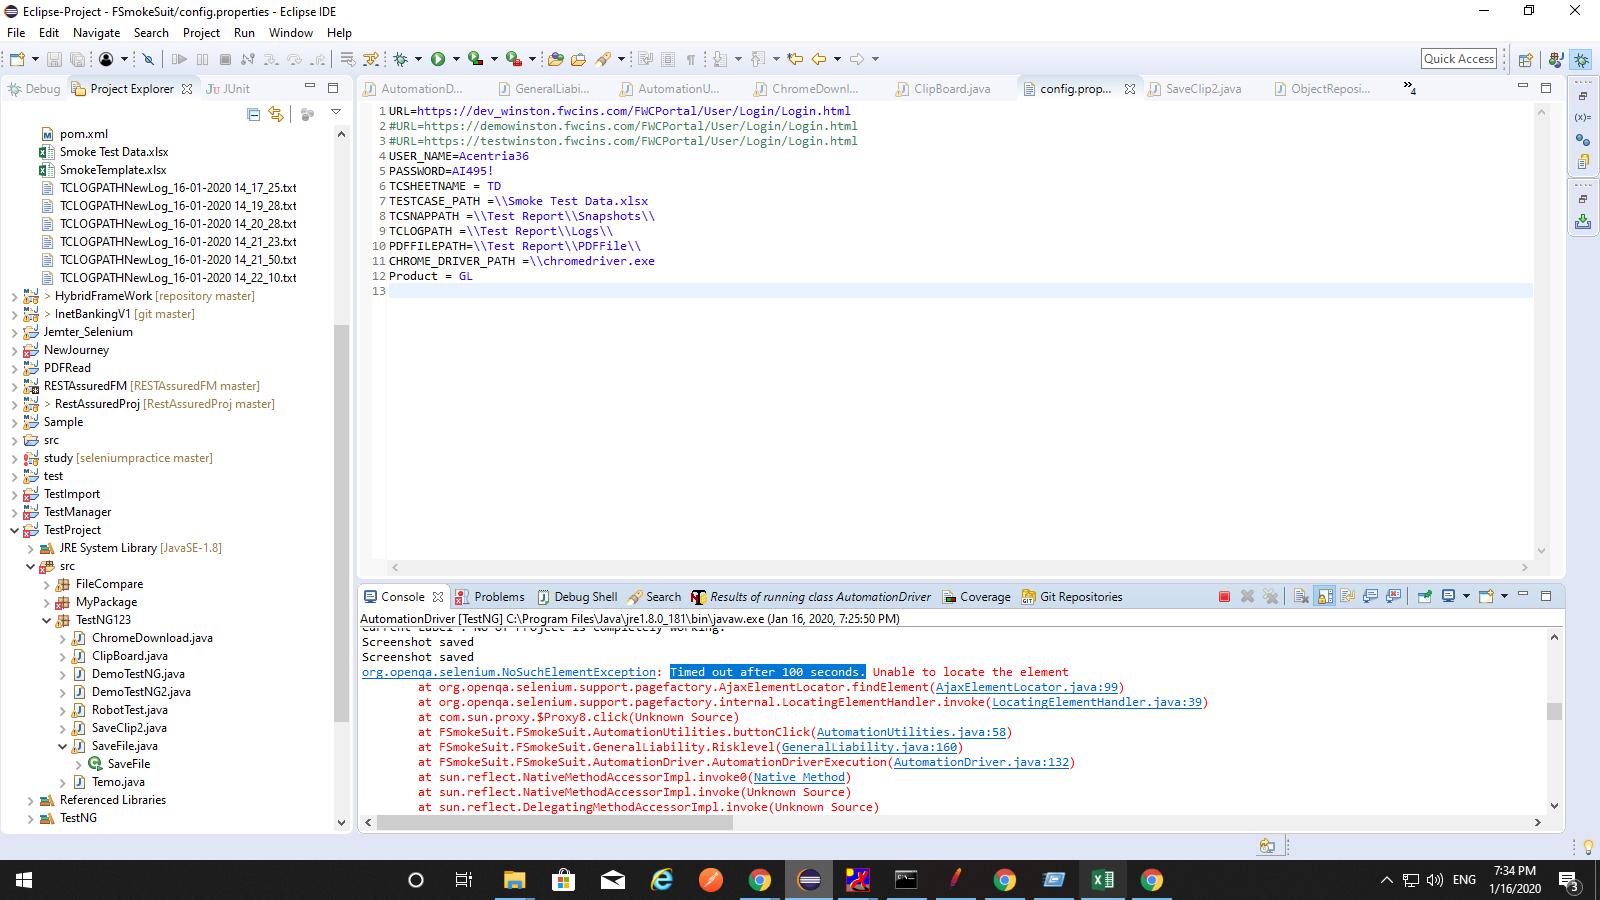 Eclipse-Project - FSmokeSuit/config.properties - Eclipse IDE
File Edit Navigate Search Project Run Window Help
Quick Access
Debug Project Explorer JUnit
pom.xml
Smoke Test Data.xlsx
SmokeTemplate.xlsx
TCLOGPATHNewLog_16-01-2020 14_17_25.txt
TCLOGPATHNewLog_16-01-2020 14_19_28.txt
TCLOGPATHNewLog_16-01-2020 14_20_28.txt
TCLOGPATHNewLog_16-01-2020 14_21_23.txt
TCLOGPATHNewLog_16-01-2020 14_21_50.txt
TCLOGPATHNewLog_16-01-2020 14_22_10.txt
> HybridFrameWork [repository master]
> InetBankingV1 [git master]
Jemter_Selenium
NewJourney
PDFRead
RESTAssuredFM [RESTAssuredFM master]
> RestAssuredProj [RestAssuredProj master]
Sample
src
study [seleniumpractice master]
test
TestImport
TestManager
TestProject
JRE System Library [JavaSE-1.8]
src
FileCompare
MyPackage
TestNG123
ChromeDownload.java
ClipBoard.java
DemoTestNG.java
DemoTestNG2.java
RobotTest.java
SaveClip2.java
SaveFile.java
SaveFile
Temo.java
Referenced Libraries
TestNG
AutomationD... GeneralLiabi... AutomationU... ChromeDownl... ClipBoard.java config.prop... SaveClip2.java ObjectReposi... »4
1 URL=https://dev_winston.fwcins.com/FWCPortal/User/Login/Login.html
2 #URL=https://demowinston.fwcins.com/FWCPortal/User/Login/Login.html
3 #URL=https://testwinston.fwcins.com/FWCPortal/User/Login/Login.html
4 USER_NAME=Acentria36
5 PASSWORD=AI495!
6 TCSHEETNAME = TD
7 TESTCASE_PATH =\\Smoke Test Data.xlsx
8 TCSNAPPATH =\\Test Report\\Snapshots\\
9 TCLOGPATH =\\Test Report\\Logs\\
10 PDFFILEPATH=\\Test Report\\PDFFile\\
11 CHROME_DRIVER_PATH =\\chromedriver.exe
12 Product = GL
13
Console Problems Debug Shell Search Results of running class AutomationDriver Coverage Git Repositories
AutomationDriver [TestNG] C:\Program Files\Java\jre1.8.0_181\bin\javaw.exe (Jan 16, 2020, 7:25:50 PM)
Current Label : No of Project is completely working.
Screenshot saved
Screenshot saved
org.openqa.selenium.NoSuchElementException: Timed out after 100 seconds. Unable to locate the element
at org.openqa.selenium.support.pagefactory.AjaxElementLocator.findElement(AjaxElementLocator.java:99)
at org.openqa.selenium.support.pagefactory.internal.LocatingElementHandler.invoke(LocatingElementHandler.java:39)
at com.sun.proxy.$Proxy8.click(Unknown Source)
at FSmokeSuit.FSmokeSuit.AutomationUtilities.buttonClick(AutomationUtilities.java:58)
at FSmokeSuit.FSmokeSuit.GeneralLiability.Risklevel(GeneralLiability.java:160)
at FSmokeSuit.FSmokeSuit.AutomationDriver.AutomationDriverExecution(AutomationDriver.java:132)
at sun.reflect.NativeMethodAccessorImpl.invoke0(Native Method)
at sun.reflect.NativeMethodAccessorImpl.invoke(Unknown Source)
at sun.reflect.DelegatingMethodAccessorImpl.invoke(Unknown Source)
ENG
7:34 PM
1/16/2020
3